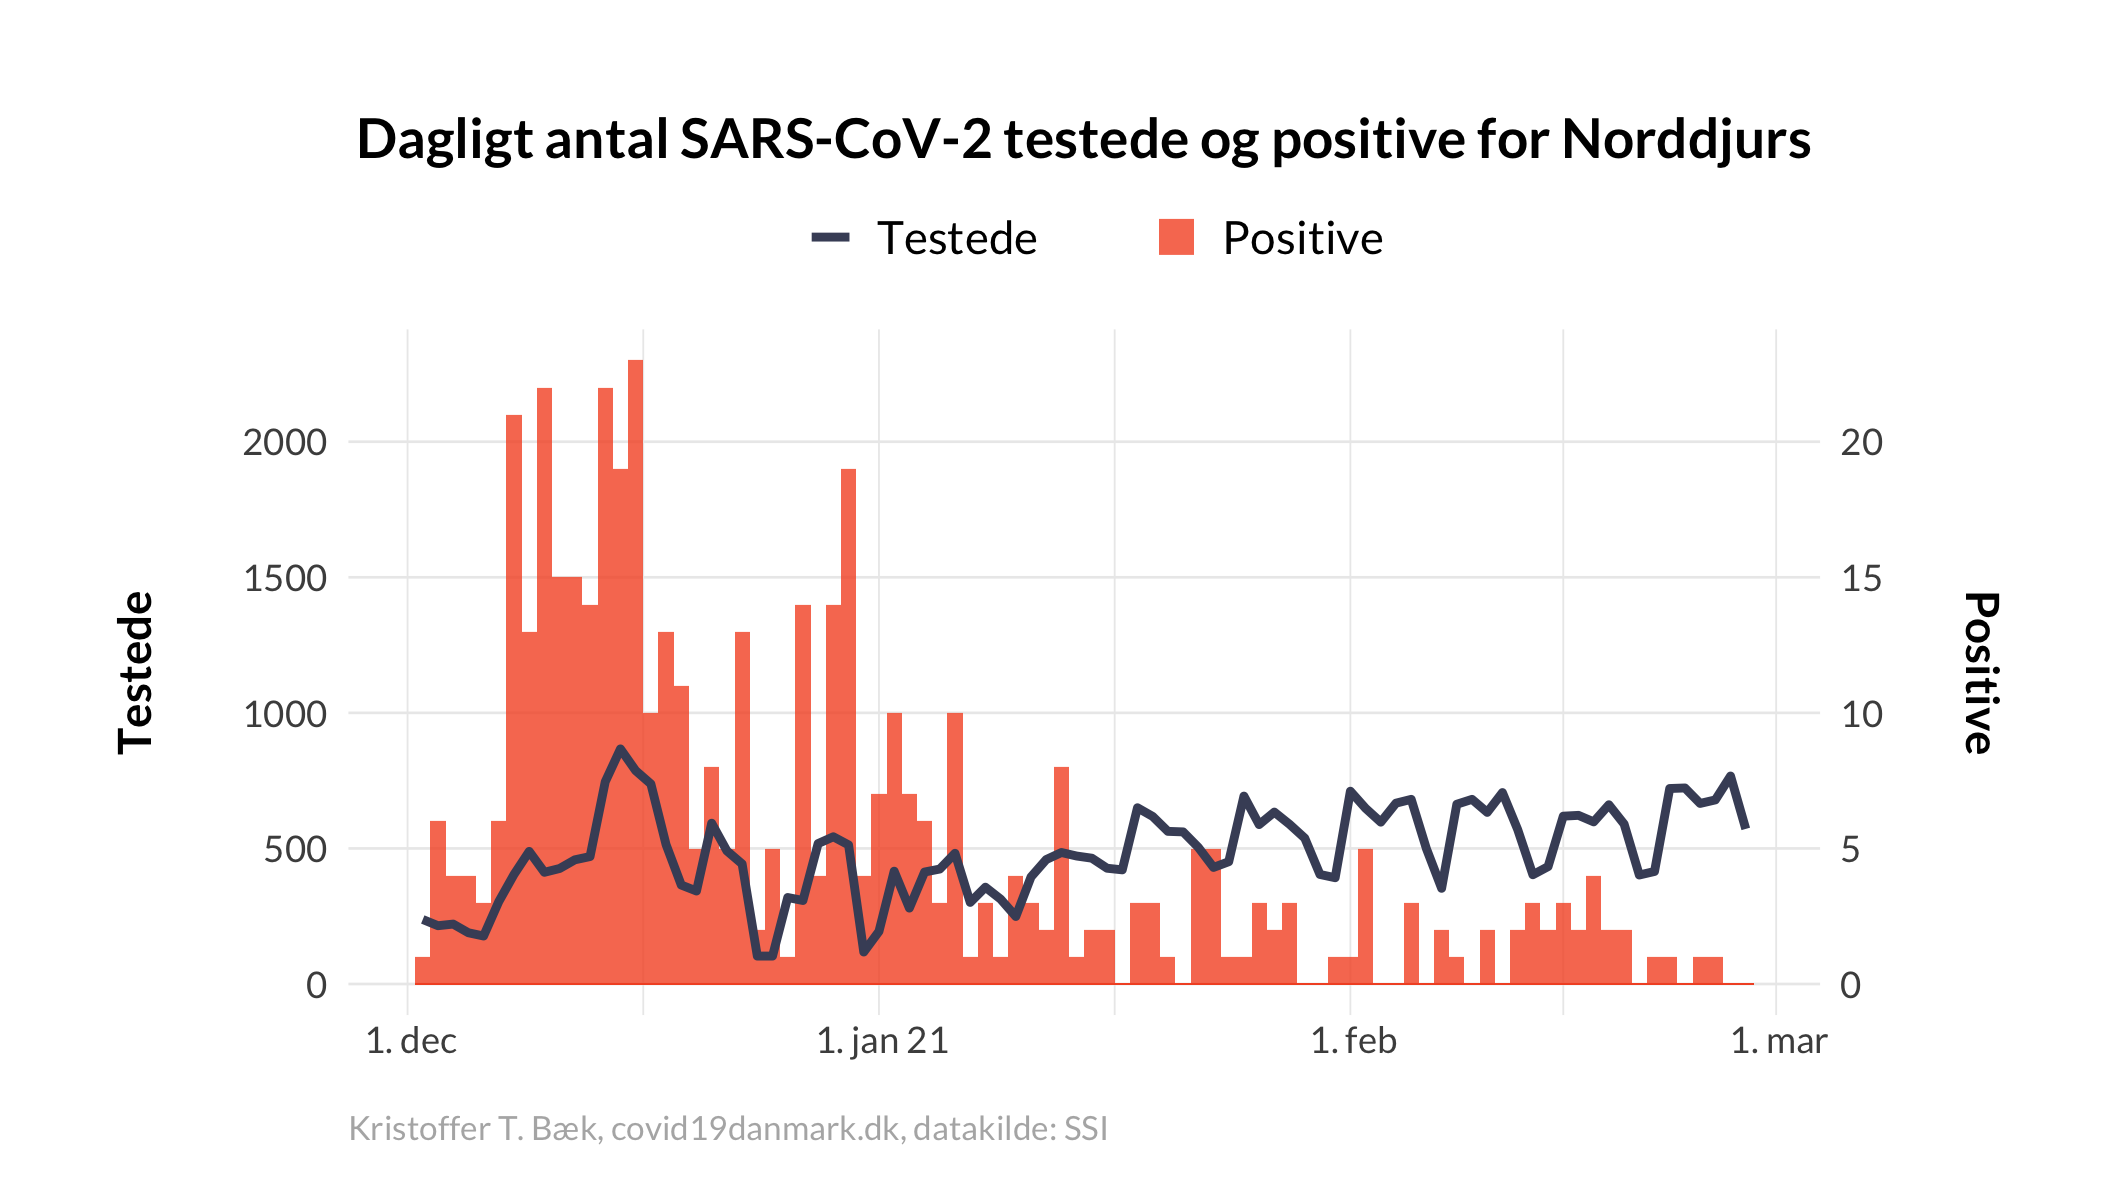 Dagligt antal SARS-CoV-2 testede og positive for Norddjurs
Testede
Positive
2000
1500
1000
500
0
Testede
20
15
10
5
0
Positive
1. dec
1. jan 21
1. feb
1. mar
Kristoffer T. Bæk, covid19danmark.dk, datakilde: SSI